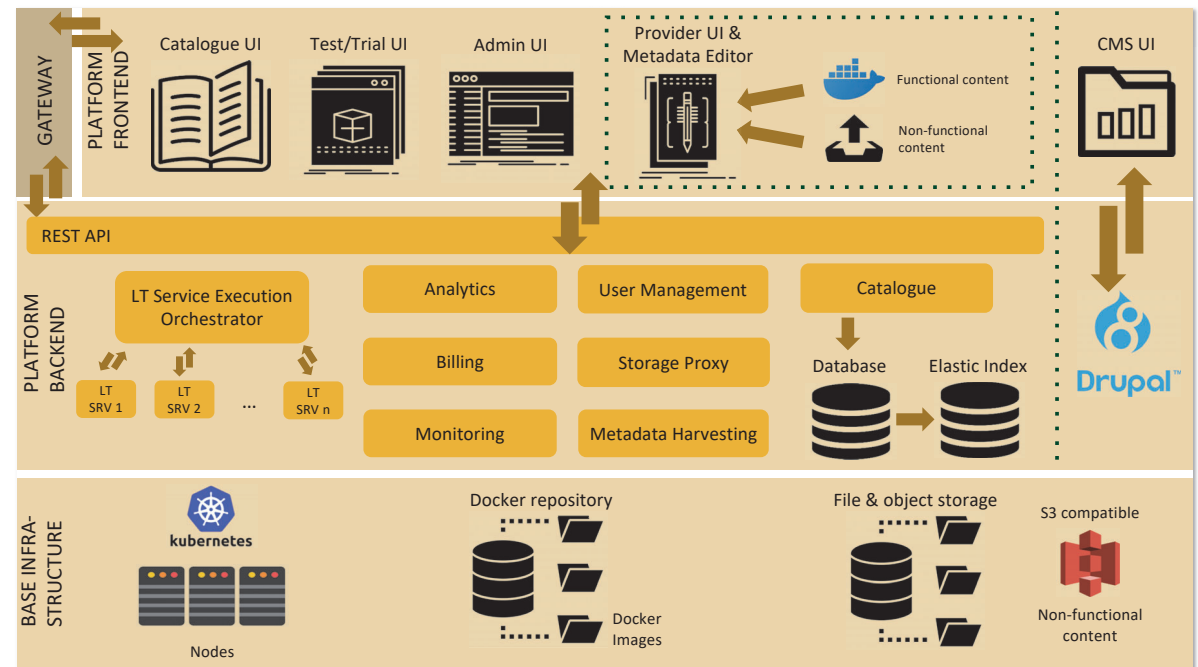 GATEWAY
PLATFORM
FRONTEND
Catalogue UI
Test/Trial UI
Admin UI
Provider UI &
Metadata Editor
Functional content
Non-functional
content
CMS UI
PLATFORM
BACKEND
REST API
LT Service Execution
Orchestrator
LT
SRV 1
LT
SRV 2
...
LT
SRV n
Analytics
User Management
Catalogue
Billing
Storage Proxy
Database
Elastic Index
Monitoring
Metadata Harvesting
8
Drupal™
BASE INFRA-
STRUCTURE
kubernetes
Nodes
Docker repository
Docker
Images
File & object storage
S3 compatible
Non-functional
content